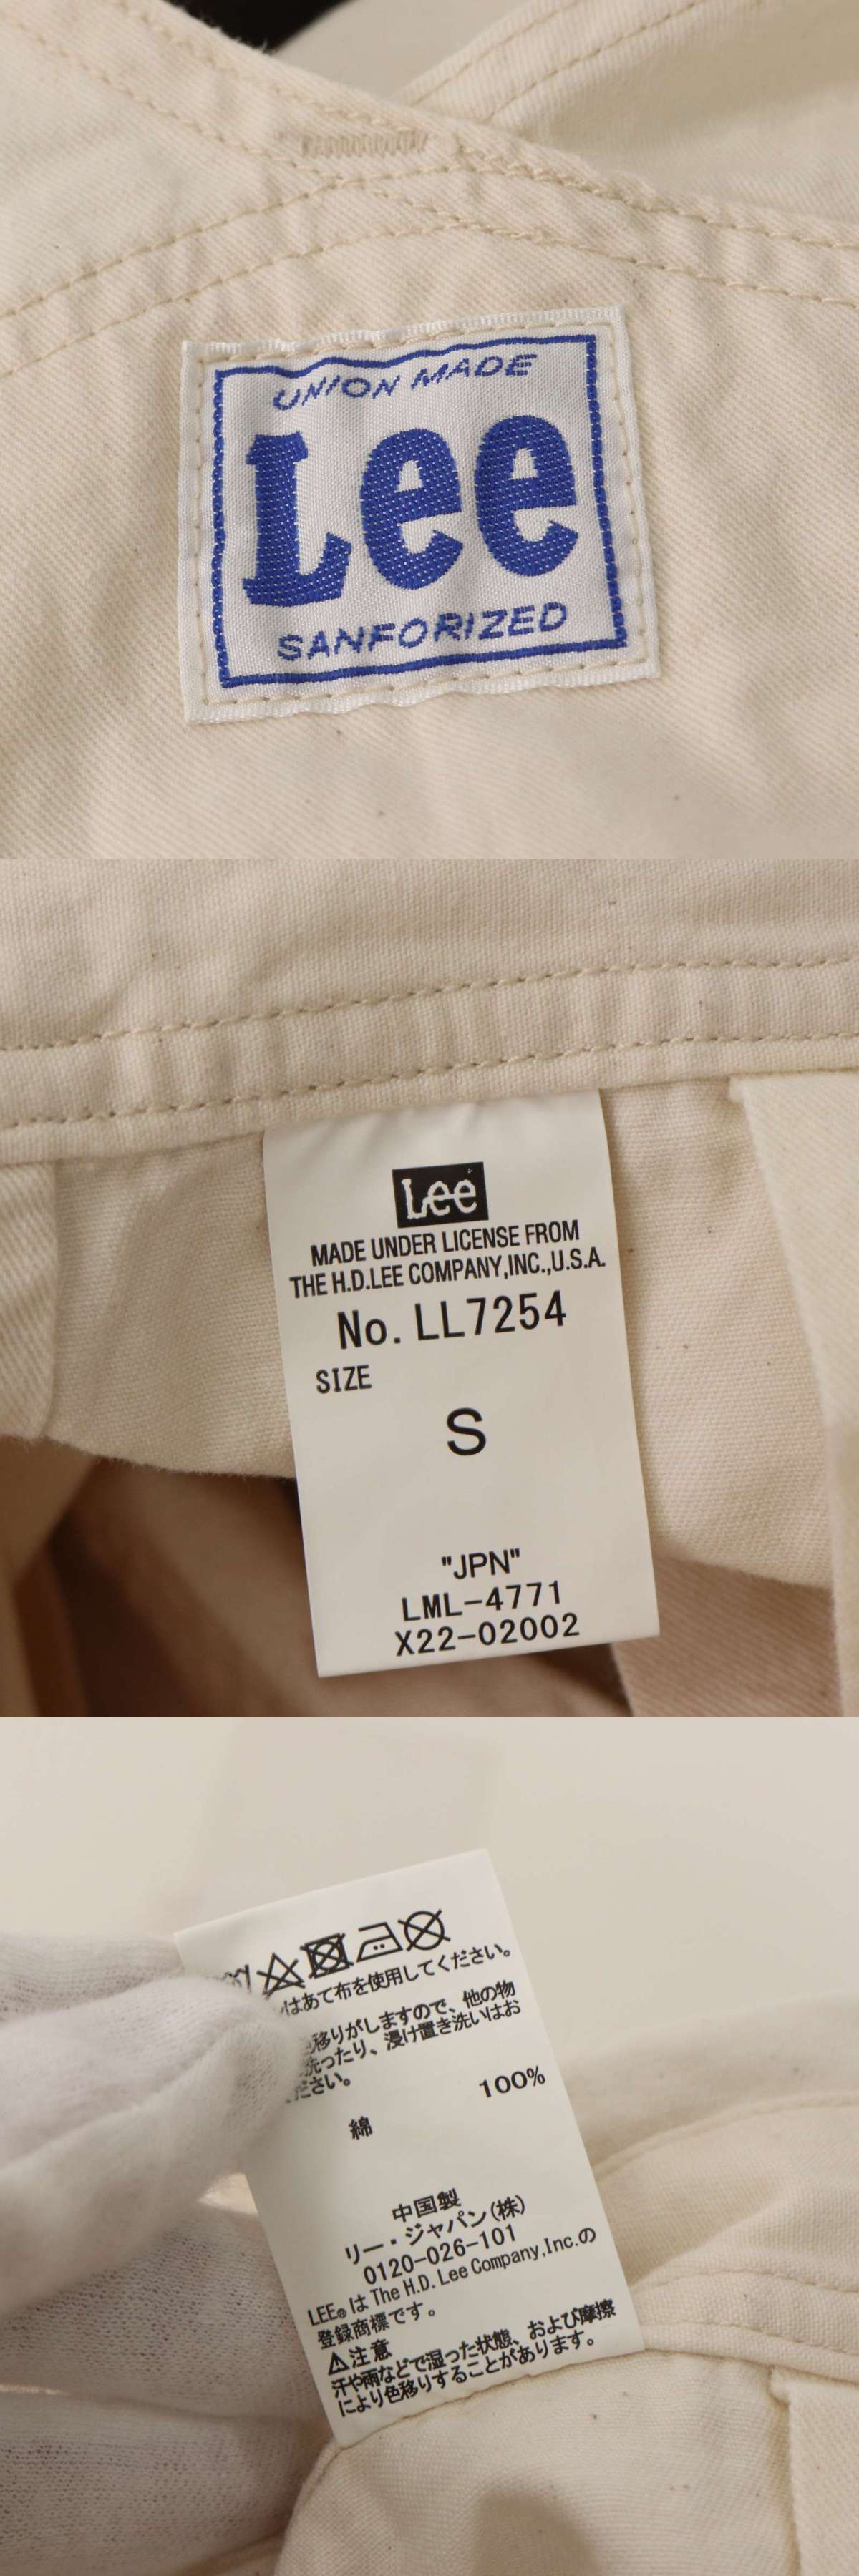 UNION MADE
Lee
SANFORIZED
Lee
MADE UNDER LICENSE FROM
THE H.D.LEE COMPANY,INC.,U.S.A.
No. LL7254
SIZE
S
"JPN"
LML-4771
X22-02002
はあて布を使用してください。
移りがしますので、他の物
洗ったり、浸け置き洗いはお
ださい。
綿 100%
中国製
リー・ジャパン(株)
0120-026-101
LEE® は The H.D. Lee Company,Inc.の
登録商標です。
⚠注意
汗や雨などで湿った状態、および摩擦
により色移りすることがあります。